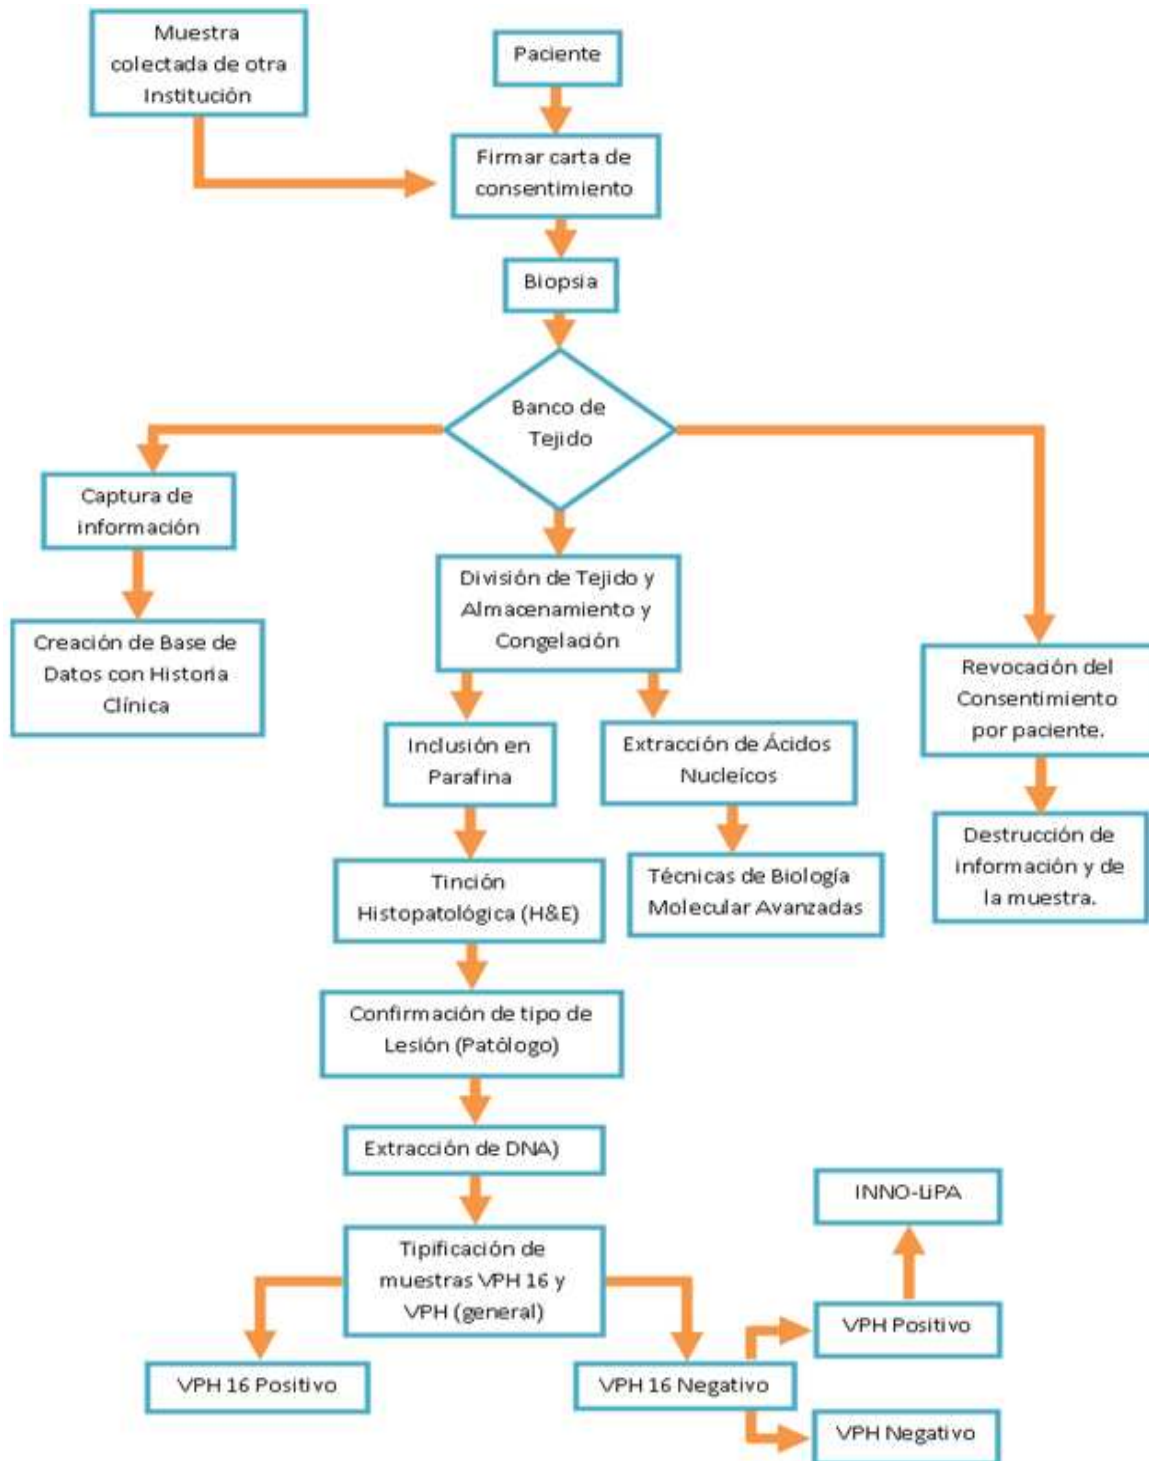 Muestra
colectada de otra
Institución
Paciente
Firmar carta de
consentimiento
Biopsia
Banco de
Tejido
Captura de
información
Creación de Base de
Datos con Historia
Clínica
División de Tejido y
Almacenamiento y
Congelación
Inclusión en
Parafina
Extracción de Ácidos
Nucleícos
Técnicas de Biología
Molecular Avanzadas
Revocación del
Consentimiento
por paciente.
Destrucción de
información y de
la muestra.
Tinción
Histopatológica (H&E)
Confirmación de tipo de
Lesión (Patólogo)
Extracción de DNA)
Tipificación de
muestras VPH 16 y
VPH (general)
VPH 16 Positivo
VPH 16 Negativo
INNO-LiPA
VPH Positivo
VPH Negativo